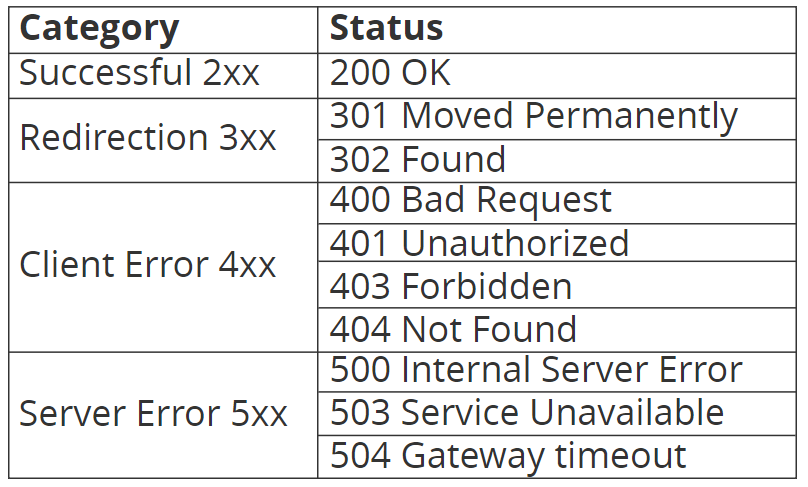 Category Status
Successful 2xx 200 OK
Redirection 3xx 301 Moved Permanently
302 Found
Client Error 4xx 400 Bad Request
401 Unauthorized
403 Forbidden
404 Not Found
Server Error 5xx 500 Internal Server Error
503 Service Unavailable
504 Gateway timeout